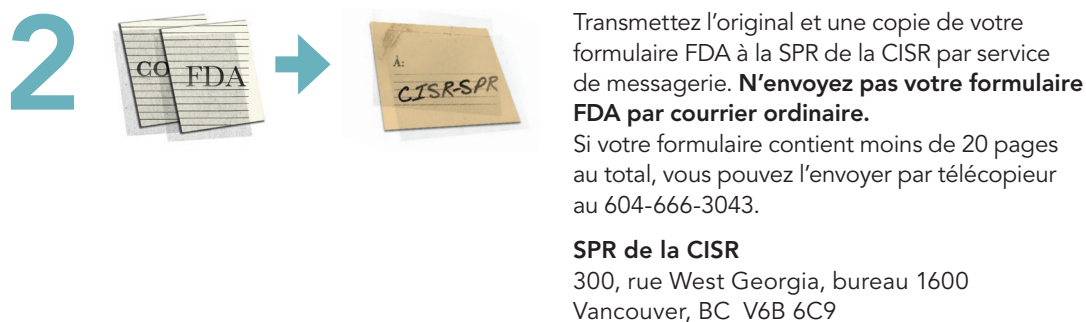 2
CO
FDA
À:
CISR-SPR
Transmettez l’original et une copie de votre
formulaire FDA à la SPR de la CISR par service
de messagerie. N’envoyez pas votre formulaire
FDA par courrier ordinaire.
Si votre formulaire contient moins de 20 pages
au total, vous pouvez l’envoyer par télécopieur
au 604-666-3043.
SPR de la CISR
300, rue West Georgia, bureau 1600
Vancouver, BC  V6B 6C9